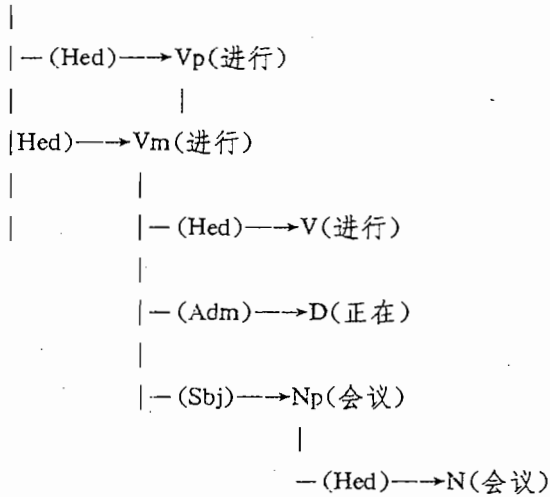 |—(Hed)—→Vp(进行)
|Hed)—→Vm(进行)
|—(Hed)—→V(进行)
|—(Adm)—→D(正在)
|—(Sbj)—→Np(会议)
—(Hed)—→N(会议)